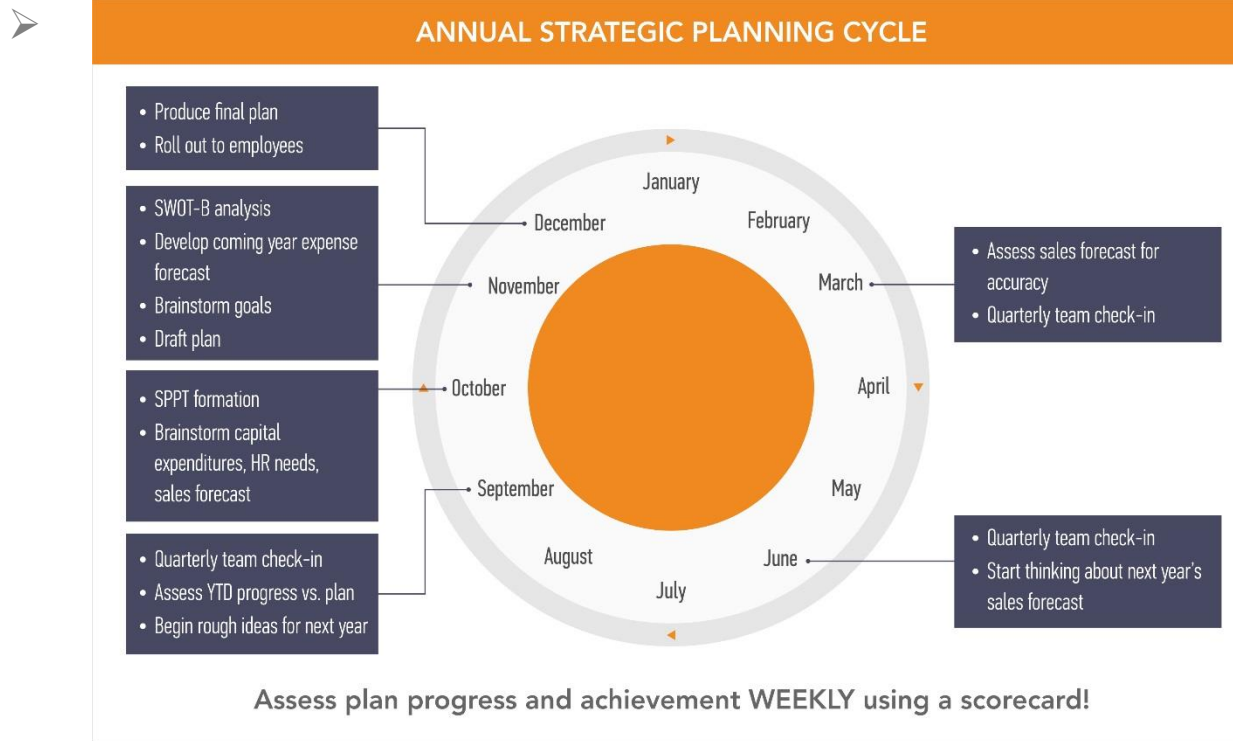 ANNUAL STRATEGIC PLANNING CYCLE
• Produce final plan
• Roll out to employees
• SWOT-B analysis
• Develop coming year expense
forecast
• Brainstorm goals
• Draft plan
• SPPT formation
• Brainstorm capital
expenditures, HR needs,
sales forecast
• Quarterly team check-in
• Assess YTD progress vs. plan
• Begin rough ideas for next year
January
February
March
April
May
June
July
August
September
October
November
December
• Assess sales forecast for
accuracy
• Quarterly team check-in
• Quarterly team check-in
• Start thinking about next year's
sales forecast
Assess plan progress and achievement WEEKLY using a scorecard!